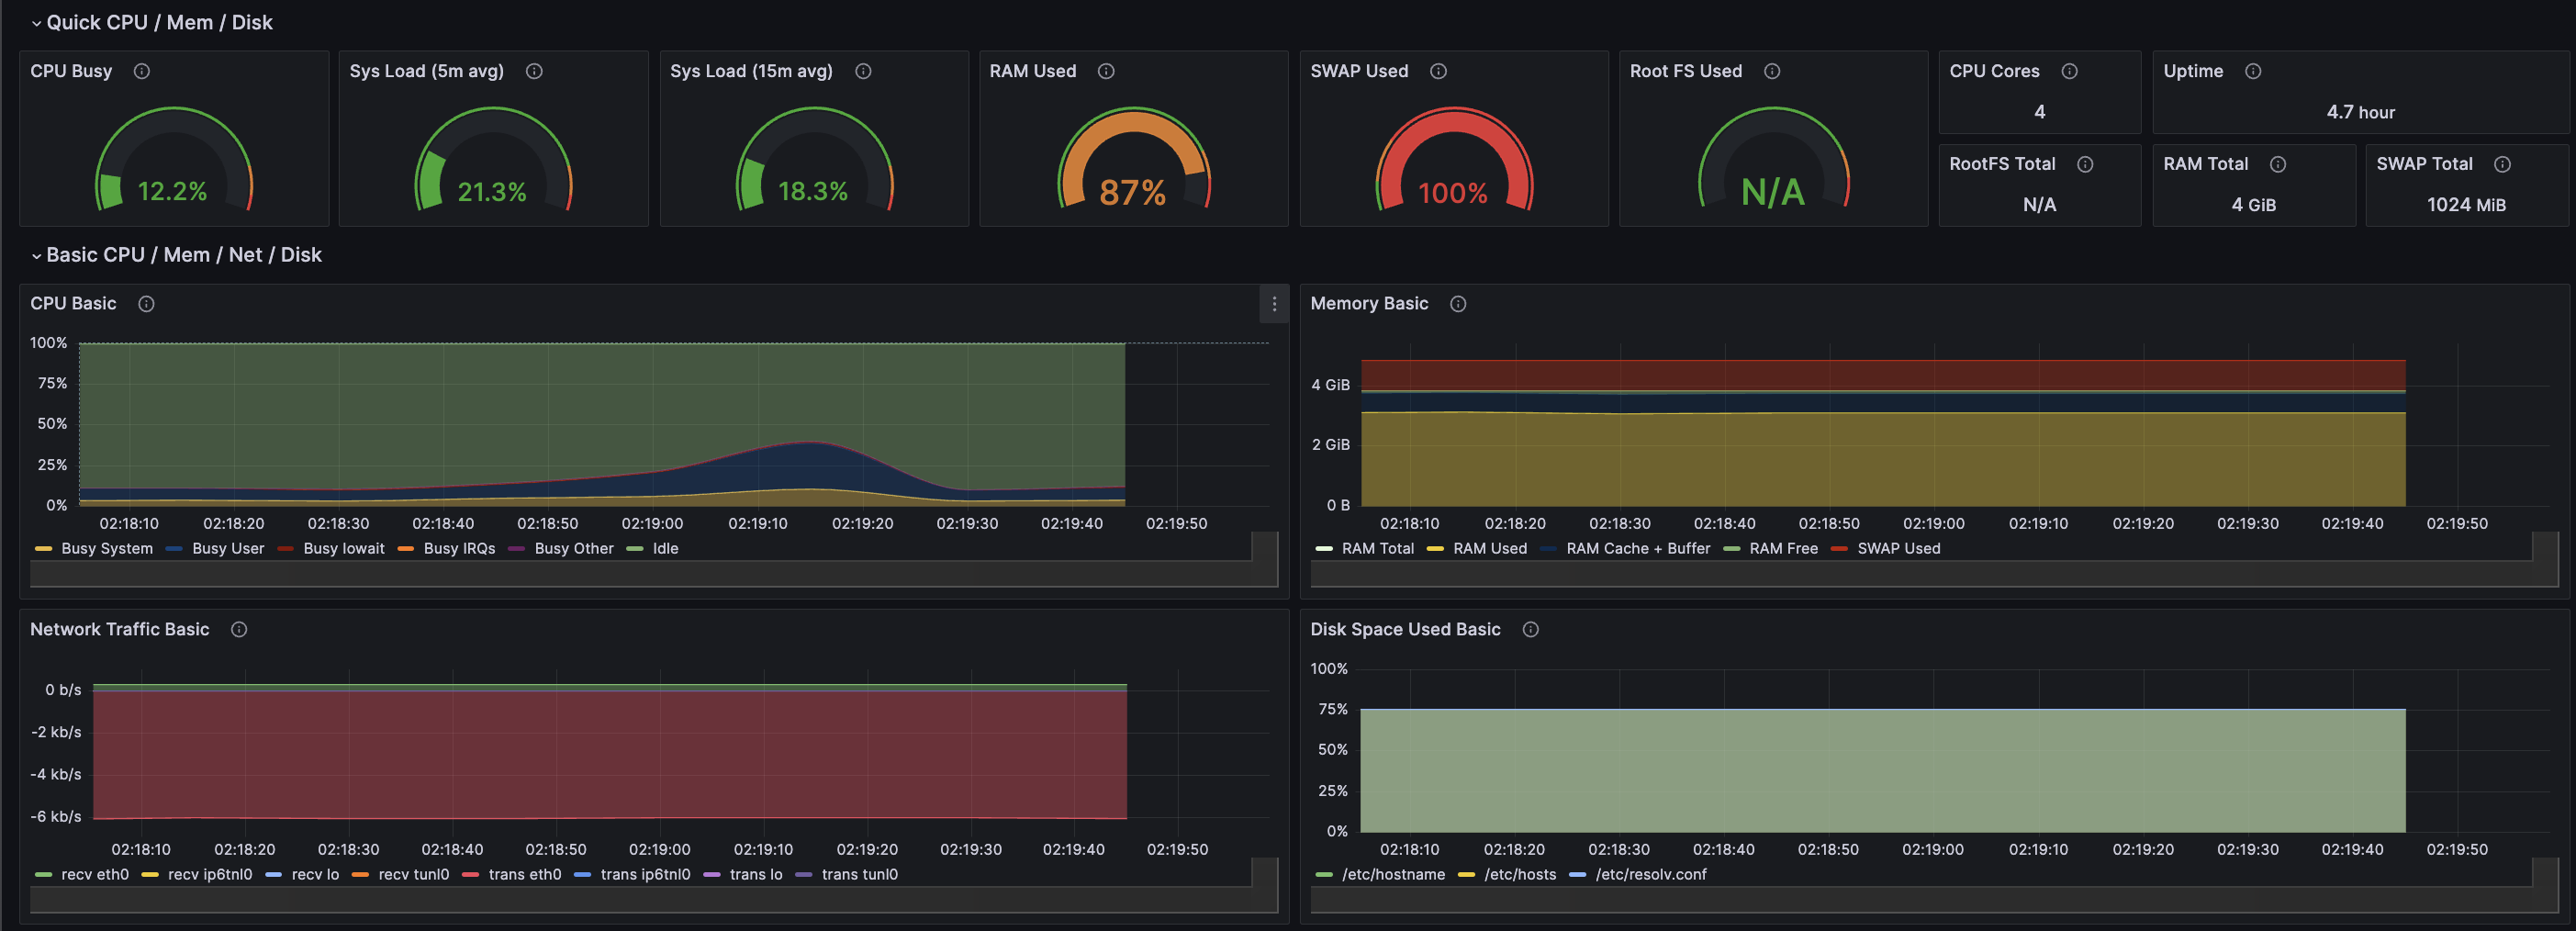 Quick CPU / Mem / Disk
CPU Busy
12.2%
Sys Load (5m avg)
21.3%
Sys Load (15m avg)
18.3%
RAM Used
87%
SWAP Used
100%
Root FS Used
N/A
CPU Cores
4
Uptime
4.7 hour
RootFS Total
N/A
RAM Total
4 GiB
SWAP Total
1024 MiB
Basic CPU / Mem / Net / Disk
CPU Basic
100%
75%
50%
25%
0%
02:18:10 02:18:20 02:18:30 02:18:40 02:18:50 02:19:00 02:19:10 02:19:20 02:19:30 02:19:40 02:19:50
Busy System Busy User Busy Iowait Busy IRQs Busy Other Idle
Memory Basic
4 GiB
2 GiB
0 B
02:18:10 02:18:20 02:18:30 02:18:40 02:18:50 02:19:00 02:19:10 02:19:20 02:19:30 02:19:40 02:19:50
RAM Total RAM Used RAM Cache + Buffer RAM Free SWAP Used
Network Traffic Basic
0 b/s
-2 kb/s
-4 kb/s
-6 kb/s
02:18:10 02:18:20 02:18:30 02:18:40 02:18:50 02:19:00 02:19:10 02:19:20 02:19:30 02:19:40 02:19:50
recv eth0 recv ip6tnl0 recv lo recv tunl0 trans eth0 trans ip6tnl0 trans lo trans tunl0
Disk Space Used Basic
100%
75%
50%
25%
0%
02:18:10 02:18:20 02:18:30 02:18:40 02:18:50 02:19:00 02:19:10 02:19:20 02:19:30 02:19:40 02:19:50
/etc/hostname /etc/hosts /etc/resolv.conf